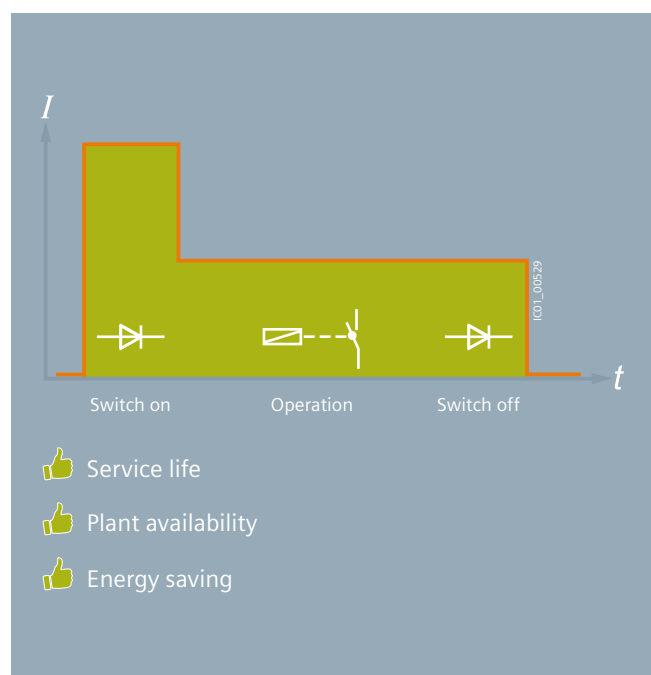 I
IC01_00529
t
Switch on
Operation
Switch off
Service life
Plant availability
Energy saving